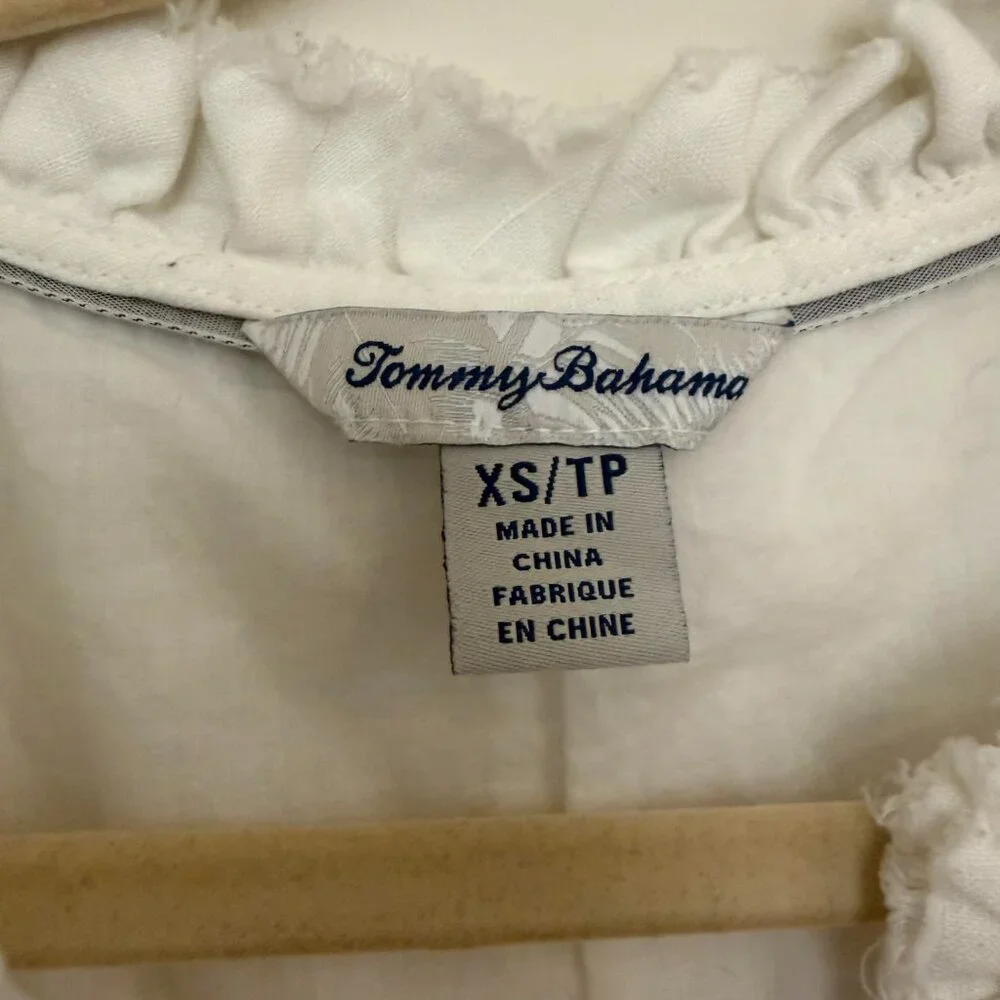 Tommy Bahama
XS/TP
MADE IN
CHINA
FABRIQUE
EN CHINE